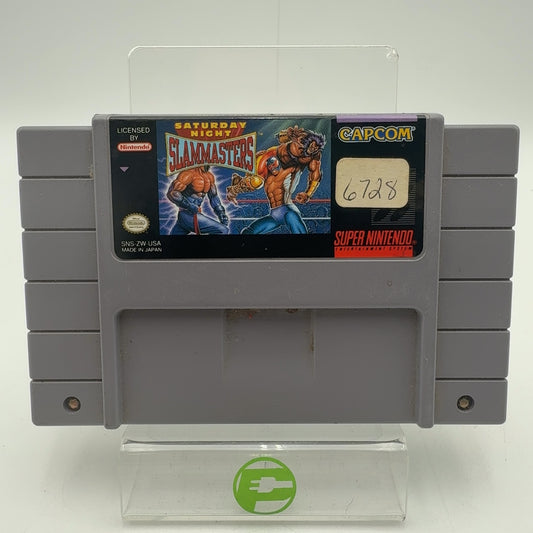 LICENSED BY
Nintendo
SATURDAY
NIGHT
SLAMMASTERS
CAPCOM
6728
SNS-ZW-USA
MADE IN JAPAN
SUPER NINTENDO
ENTERTAINMENT SYSTEM